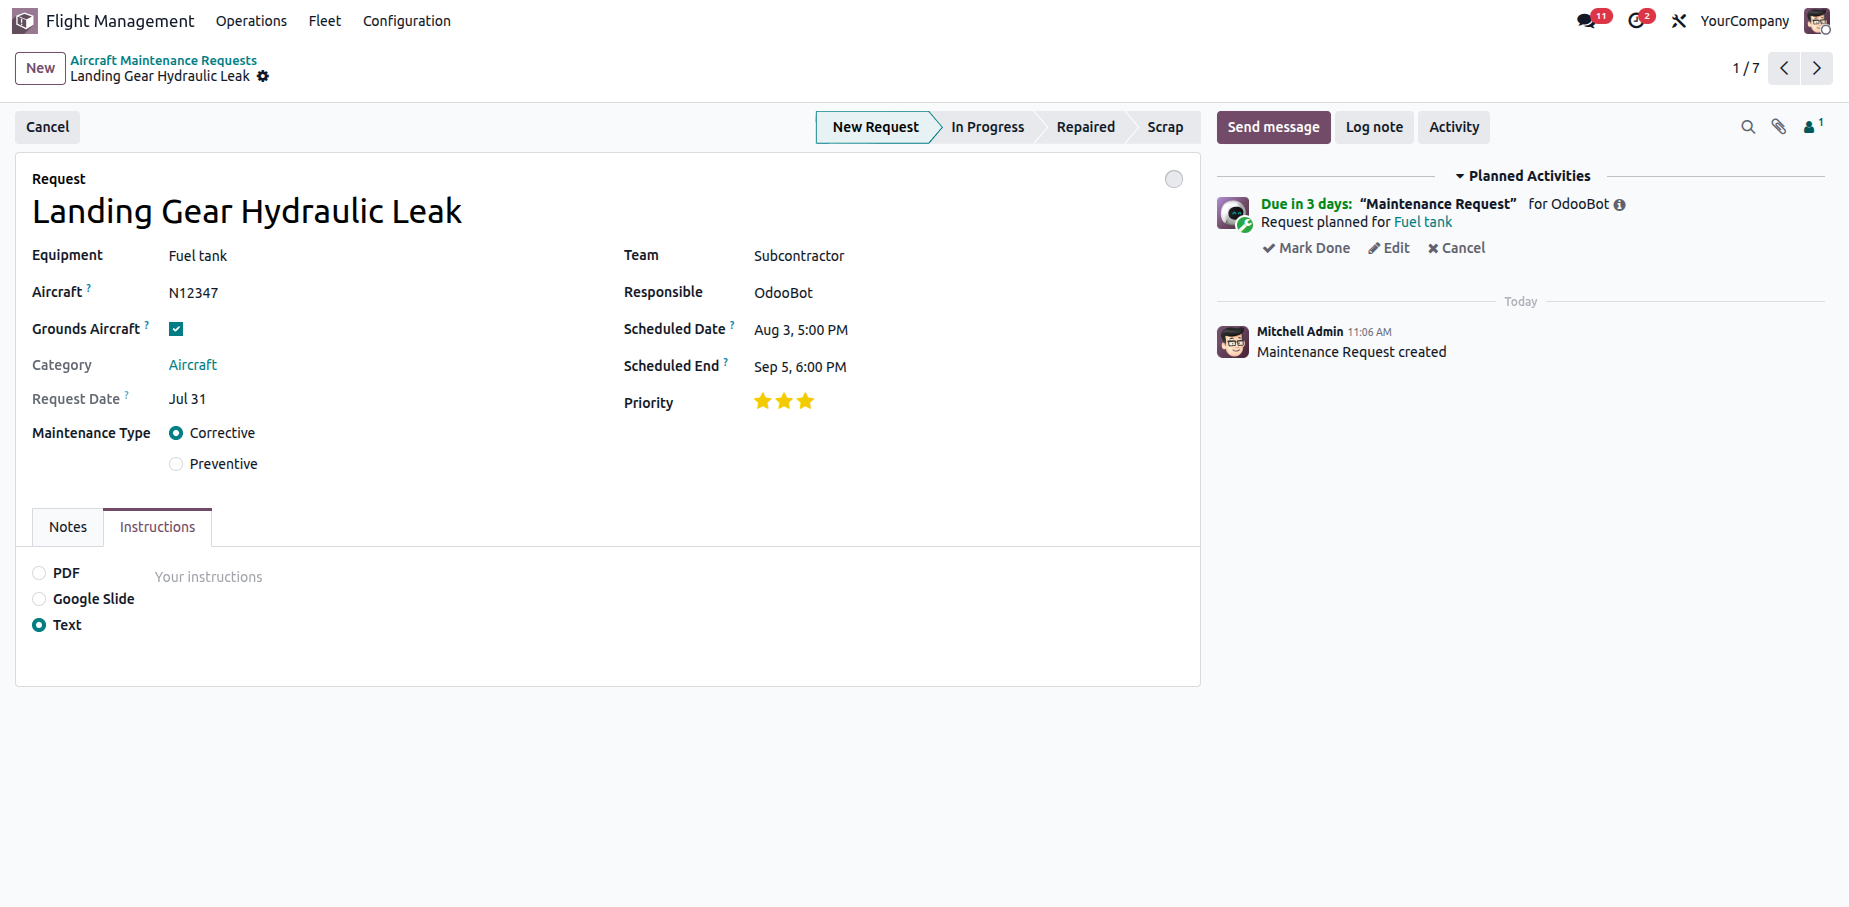 Flight Management Operations Fleet Configuration 11 2 YourCompany
New Aircraft Maintenance Requests
Landing Gear Hydraulic Leak
1 / 7
Cancel New Request In Progress Repaired Scrap Send message Log note Activity 1
Request
Landing Gear Hydraulic Leak
Equipment Fuel tank
Aircraft ? N12347
Grounds Aircraft ?
Category Aircraft
Request Date ? Jul 31
Maintenance Type Corrective
Preventive
Team Subcontractor
Responsible OdooBot
Scheduled Date ? Aug 3, 5:00 PM
Scheduled End ? Sep 5, 6:00 PM
Priority
Notes Instructions
PDF
Google Slide
Text
Your instructions
Planned Activities
Due in 3 days: “Maintenance Request” for OdooBot
Request planned for Fuel tank
Mark Done Edit Cancel
Today
Mitchell Admin 11:06 AM
Maintenance Request created